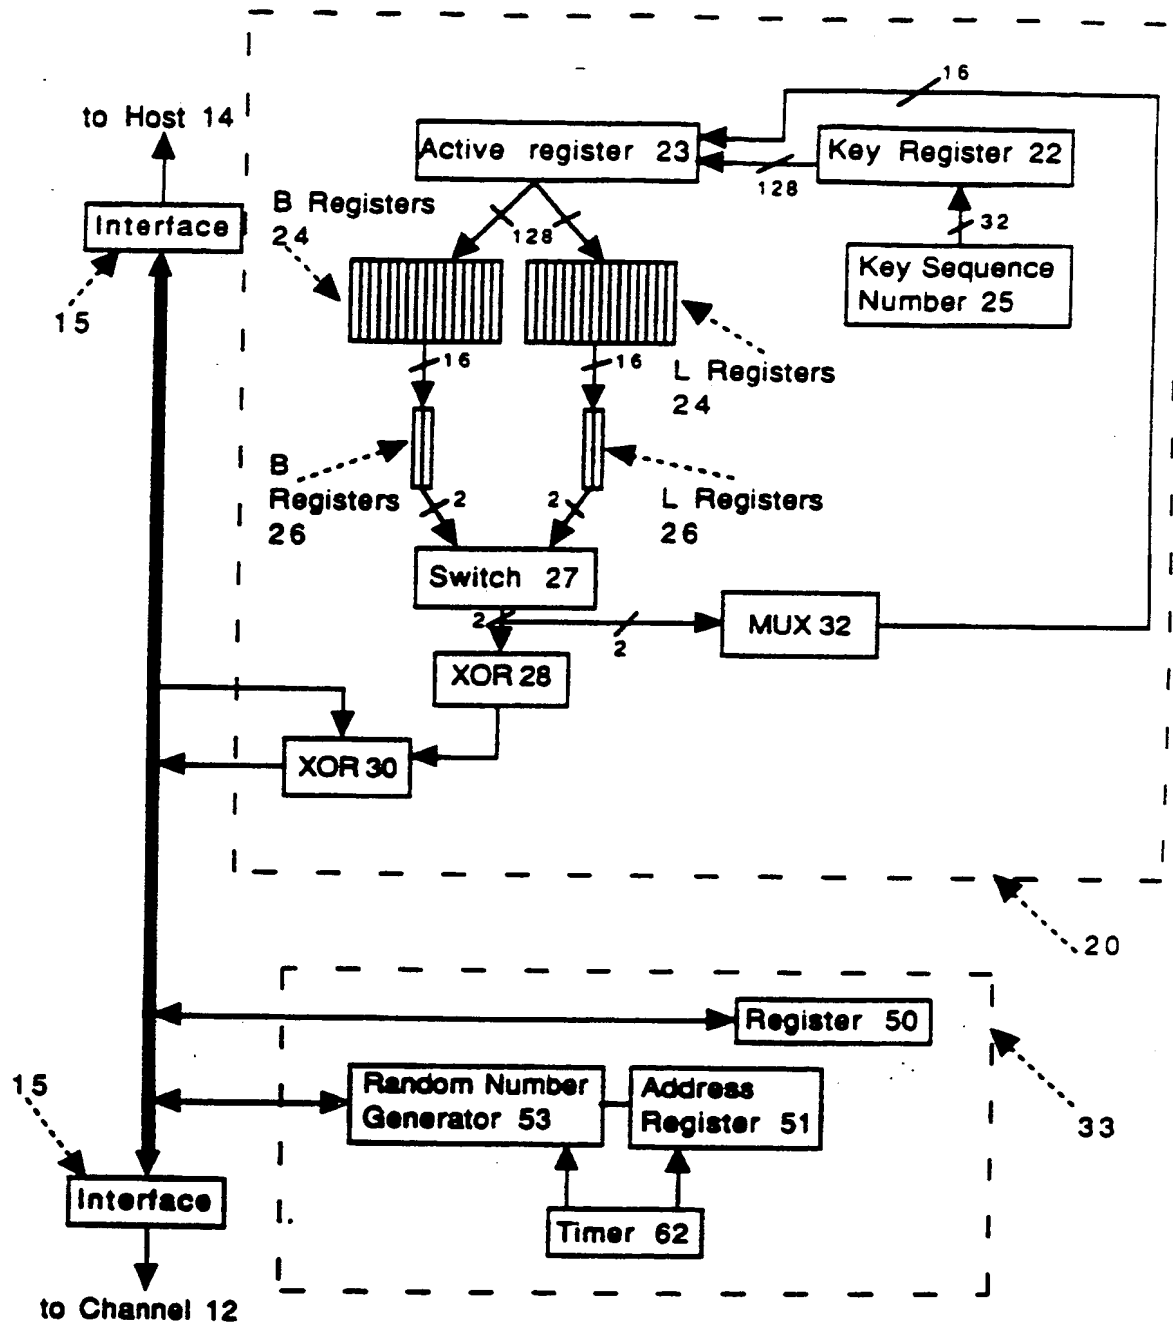 16
to Host 14
Active register 23
Key Register 22
128
B Registers
24
128
32
Interface
Key Sequence
Number 25
15
16
16
L Registers
24
B
Registers
26
2
2
L Registers
26
Switch 27
2
2
MUX 32
XOR 28
XOR 30
20
Register 50
15
Random Number
Generator 53
Address
Register 51
33
Interface
Timer 62
to Channel 12